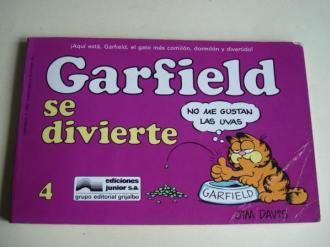 ¡Aquí está, Garfield, el gato más comilón, dormilón y divertido!
Garfield
se
divierte
NO ME GUSTAN
LAS UVAS
4
ediciones
junior s.a.
grupo editorial grijalbo
GARFIELD
JIM DAVIS